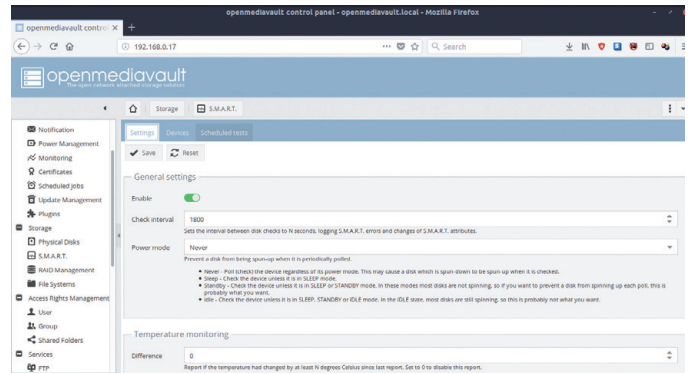 openmediavault control panel - openmediavault.local - Mozilla Firefox
openmediavault control
192.168.0.17
Search
openmediavault
The open network attached storage solution
Storage
S.M.A.R.T.
Notification
Power Management
Monitoring
Certificates
Scheduled Jobs
Update Management
Plugins
Storage
Physical Disks
S.M.A.R.T.
RAID Management
File Systems
Access Rights Management
User
Group
Shared Folders
Services
FTP
Settings Devices Scheduled tests
Save Reset
General settings
Enable
Check interval 1800
Sets the interval between disk checks to N seconds, logging S.M.A.R.T. errors and changes of S.M.A.R.T. attributes.
Power mode Never
Prevent a disk from being spun-up when it is periodically polled.
Never - Poll (check) the device regardless of its power mode. This may cause a disk which is spun-down to be spun-up when it is checked.
Sleep - Check the device unless it is in SLEEP mode.
Standby - Check the device unless it is in SLEEP or STANDBY mode. In these modes most disks are not spinning, so if you want to prevent a disk from spinning up each poll, this is
probably what you want.
Idle - Check the device unless it is in SLEEP, STANDBY or IDLE mode. In the IDLE state, most disks are still spinning, so this is probably not what you want.
Temperature monitoring
Difference 0
Report if the temperature had changed by at least N degrees Celsius since last report. Set to 0 to disable this report.